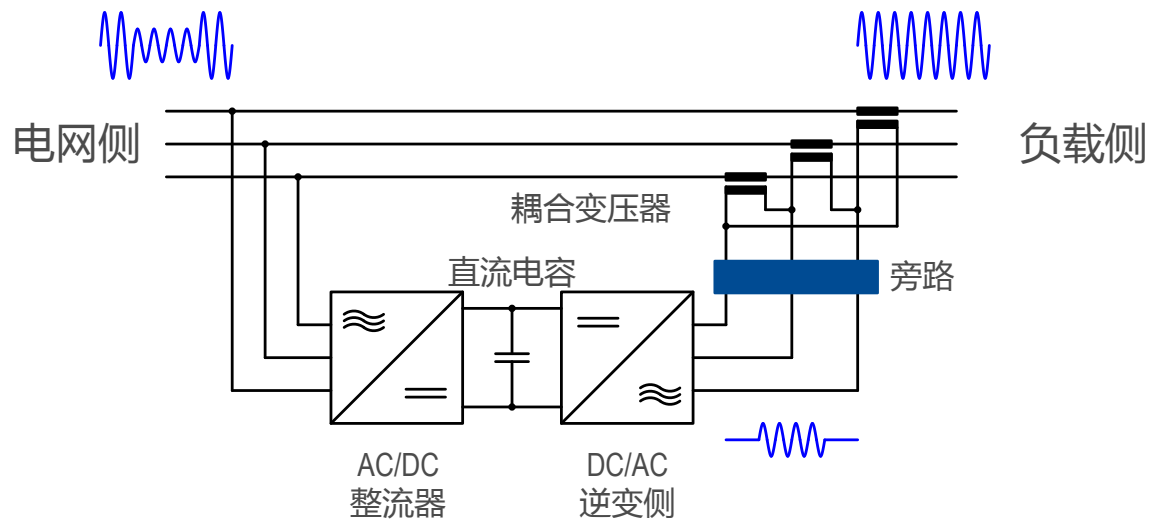 电网侧
负载侧
耦合变压器
直流电容
旁路
AC/DC
整流器
DC/AC
逆变侧